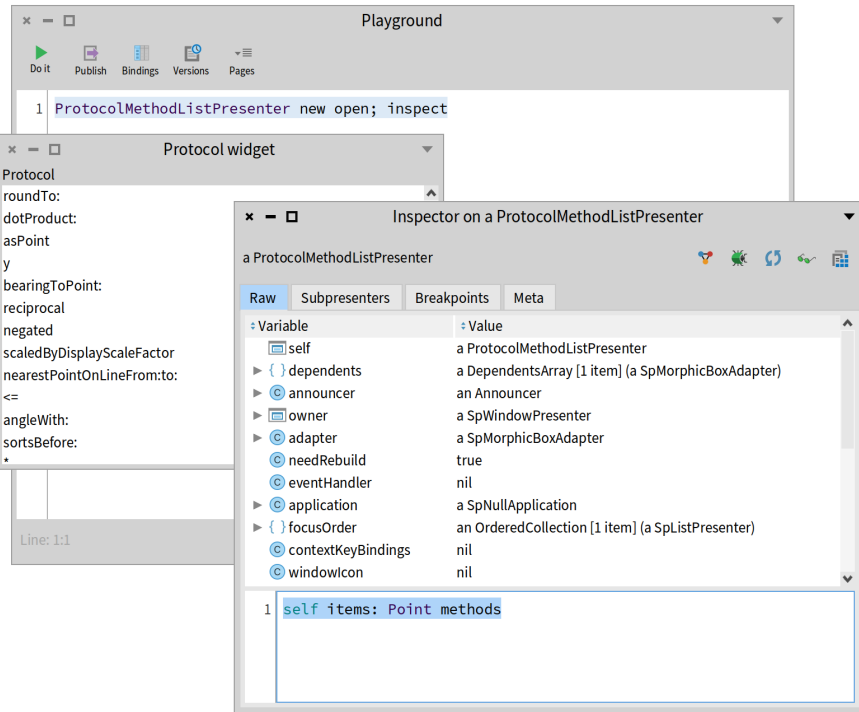 Playground
Do it Publish Bindings Versions Pages
1 ProtocolMethodListPresenter new open; inspect
Protocol widget
Protocol
roundTo:
dotProduct:
asPoint
y
bearingToPoint:
reciprocal
negated
scaledByDisplayScaleFactor
nearestPointOnLineFrom:to:
<=
angleWith:
sortsBefore:
*
Line: 1:1
Inspector on a ProtocolMethodListPresenter
a ProtocolMethodListPresenter
Raw Subpresenters Breakpoints Meta
Variable Value
self a ProtocolMethodListPresenter
{ } dependents a DependentsArray [1 item] (a SpMorphicBoxAdapter)
C announcer an Announcer
owner a SpWindowPresenter
C adapter a SpMorphicBoxAdapter
C needRebuild true
C eventHandler nil
C application a SpNullApplication
{ } focusOrder an OrderedCollection [1 item] (a SpListPresenter)
C contextKeyBindings nil
C windowIcon nil
1 self items: Point methods